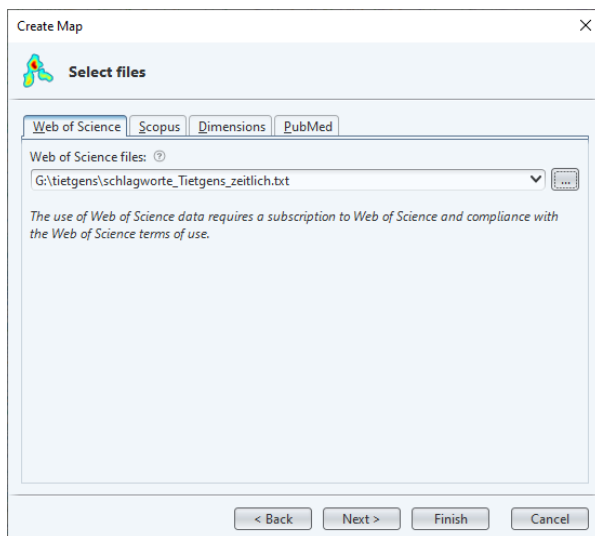 Create Map
Select files
Web of Science Scopus Dimensions PubMed
Web of Science files:
G:\tietgens\schlagworte_Tietgens_zeitlich.txt
...
The use of Web of Science data requires a subscription to Web of Science and compliance with
the Web of Science terms of use.
< Back Next > Finish Cancel